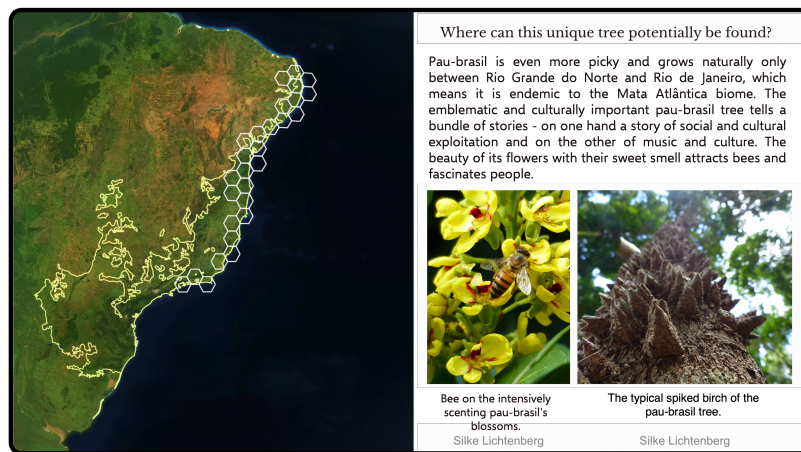 Where can this unique tree potentially be found?
Pau-brasil is even more picky and grows naturally only
between Rio Grande do Norte and Rio de Janeiro, which
means it is endemic to the Mata Atlântica biome. The
emblematic and culturally important pau-brasil tree tells a
bundle of stories - on one hand a story of social and cultural
exploitation and on the other of music and culture. The
beauty of its flowers with their sweet smell attracts bees and
fascinates people.
Bee on the intensively
scenting pau-brasil's
blossoms.
Silke Lichtenberg
The typical spiked birch of the
pau-brasil tree.
Silke Lichtenberg